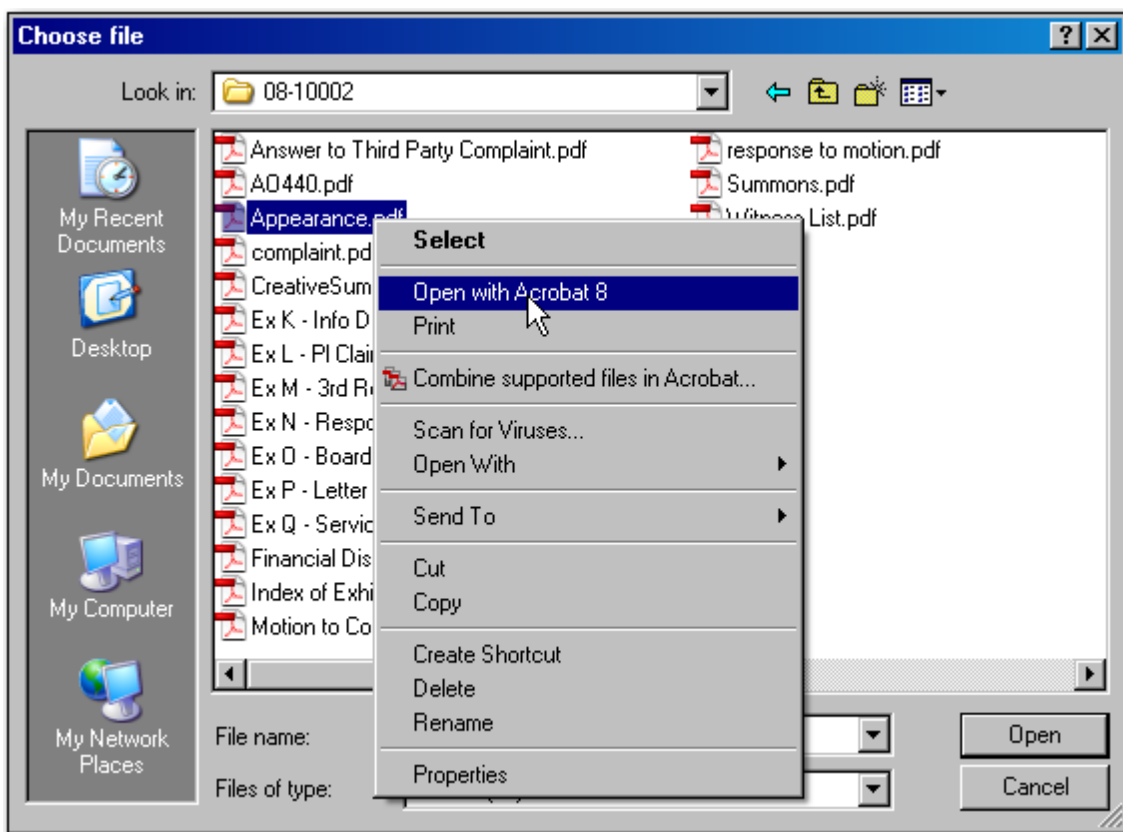 Choose file
Look in:
08-10002
My Recent
Documents
Desktop
My Documents
My Computer
My Network
Places
Answer to Third Party Complaint.pdf
AO440.pdf
Appearance.pdf
complaint.pd
CreativeSum
Ex K - Info D
Ex L - Pl Clai
Ex M - 3rd R
Ex N - Respo
Ex O - Board
Ex P - Letter
Ex Q - Servic
Financial Dis
Index of Exhi
Motion to Co
response to motion.pdf
Summons.pdf
Witness List.pdf
Select
Open with Acrobat 8
Print
Combine supported files in Acrobat...
Scan for Viruses...
Open With
Send To
Cut
Copy
Create Shortcut
Delete
Rename
Properties
File name:
Open
Files of type:
Cancel